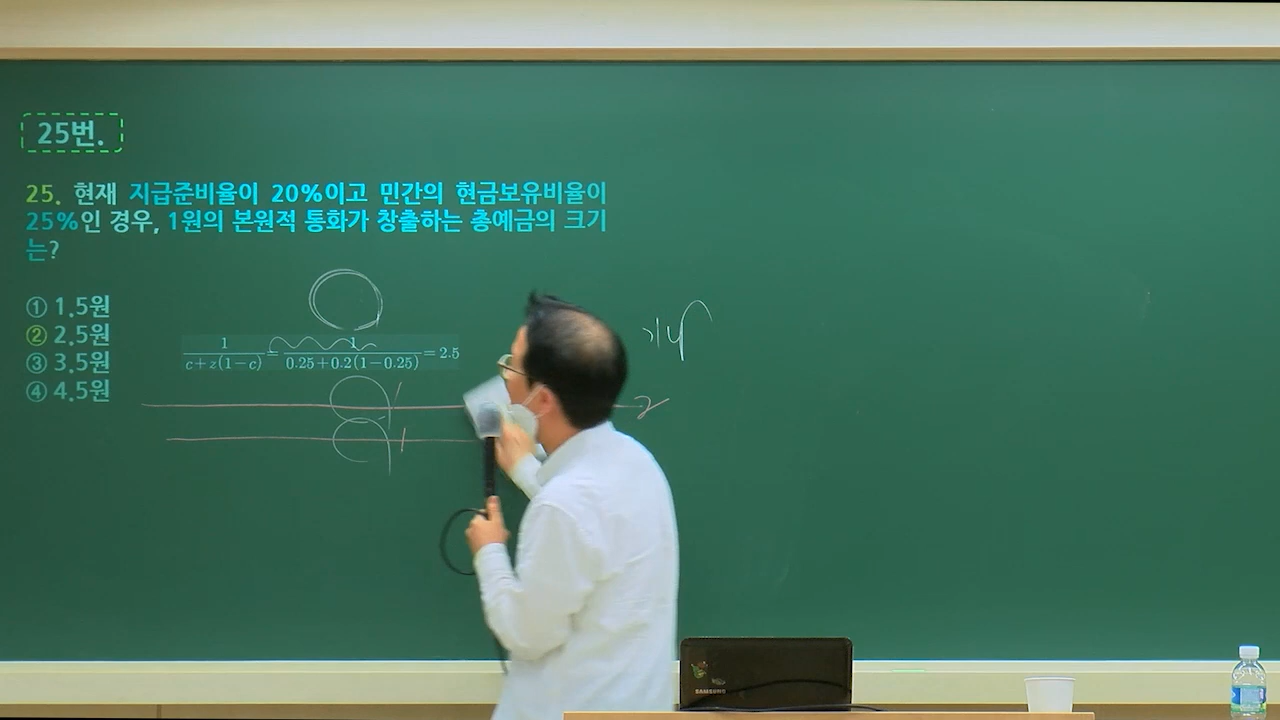 25번.
25. 현재 지급준비율이 20%이고 민간의 현금보유비율이
25%인 경우, 1원의 본원적 통화가 창출하는 총예금의 크기
는?
① 1.5원
② 2.5원
③ 3.5원
④ 4.5원
1/(c+z(1-c)) = 1/(0.25+0.2(1-0.25)) = 2.5
SAMSUNG